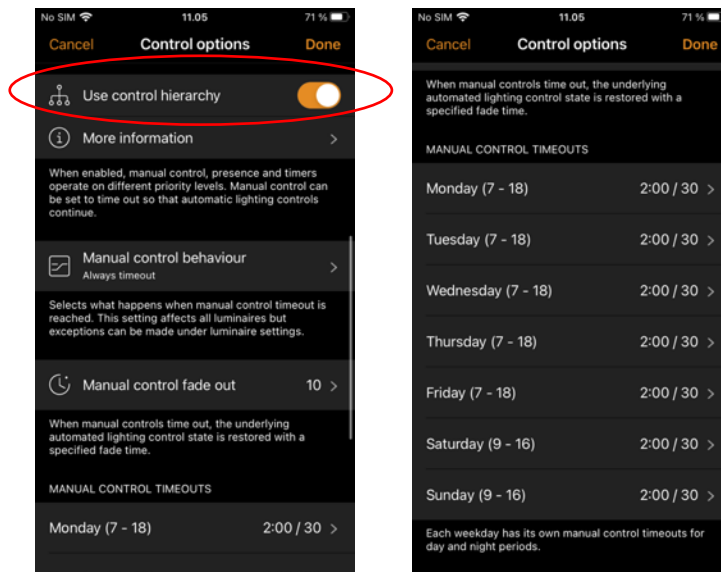 No SIM 11.05 71 %
Cancel Control options Done
Use control hierarchy
More information
When enabled, manual control, presence and timers
operate on different priority levels. Manual control can
be set to time out so that automatic lighting controls
continue.
Manual control behaviour
Always timeout
Selects what happens when manual control timeout is
reached. This setting affects all luminaires but
exceptions can be made under luminaire settings.
Manual control fade out 10
When manual controls time out, the underlying
automated lighting control state is restored with a
specified fade time.
MANUAL CONTROL TIMEOUTS
Monday (7 - 18) 2:00 / 30
No SIM 11.05 71 %
Cancel Control options Done
When manual controls time out, the underlying
automated lighting control state is restored with a
specified fade time.
MANUAL CONTROL TIMEOUTS
Monday (7 - 18) 2:00 / 30
Tuesday (7 - 18) 2:00 / 30
Wednesday (7 - 18) 2:00 / 30
Thursday (7 - 18) 2:00 / 30
Friday (7 - 18) 2:00 / 30
Saturday (9 - 16) 2:00 / 30
Sunday (9 - 16) 2:00 / 30
Each weekday has its own manual control timeouts for
day and night periods.